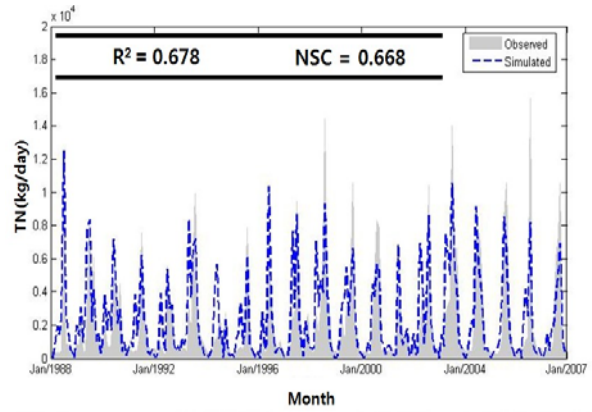 x 10⁴
2
1.8
1.6
1.4
1.2
1
0.8
0.6
0.4
0.2
0
R² = 0.678 NSC = 0.668
Observed
Simulated
TN(kg/day)
Jan/1988 Jan/1992 Jan/1996 Jan/2000 Jan/2004 Jan/2007
Month